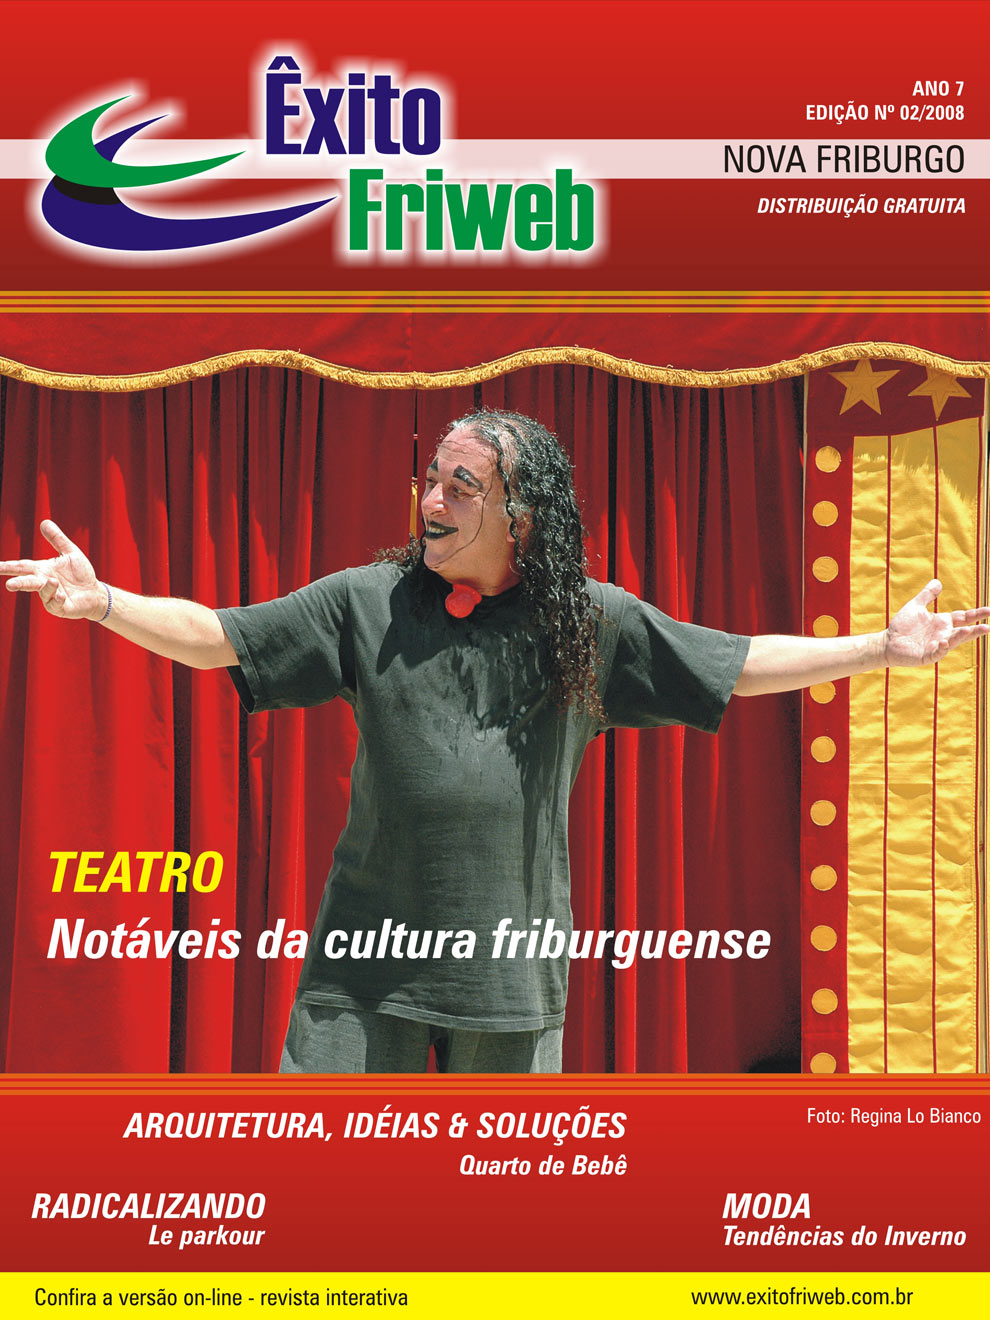 Êxito
Friweb
ANO 7
EDIÇÃO Nº 02/2008
NOVA FRIBURGO
DISTRIBUIÇÃO GRATUITA
TEATRO
Notáveis da cultura friburguense
ARQUITETURA, IDÉIAS & SOLUÇÕES
Quarto de Bebê
Foto: Regina Lo Bianco
RADICALIZANDO
Le parkour
MODA
Tendências do Inverno
Confira a versão on-line - revista interativa
www.exitofriweb.com.br